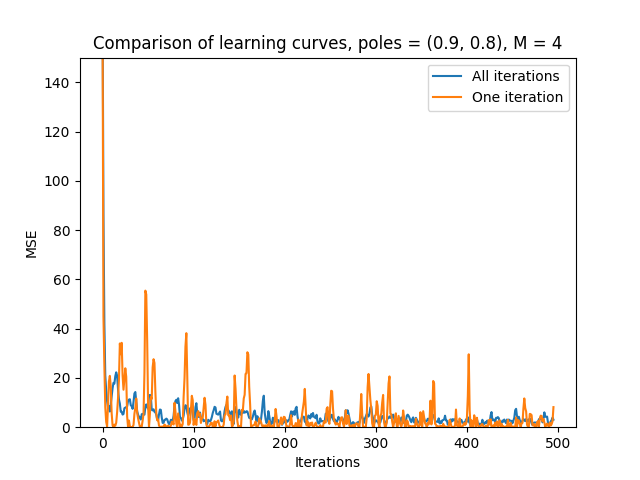 Comparison of learning curves, poles = (0.9, 0.8), M = 4
All iterations
One iteration
140
120
100
80
60
40
20
0
MSE
0 100 200 300 400 500
Iterations